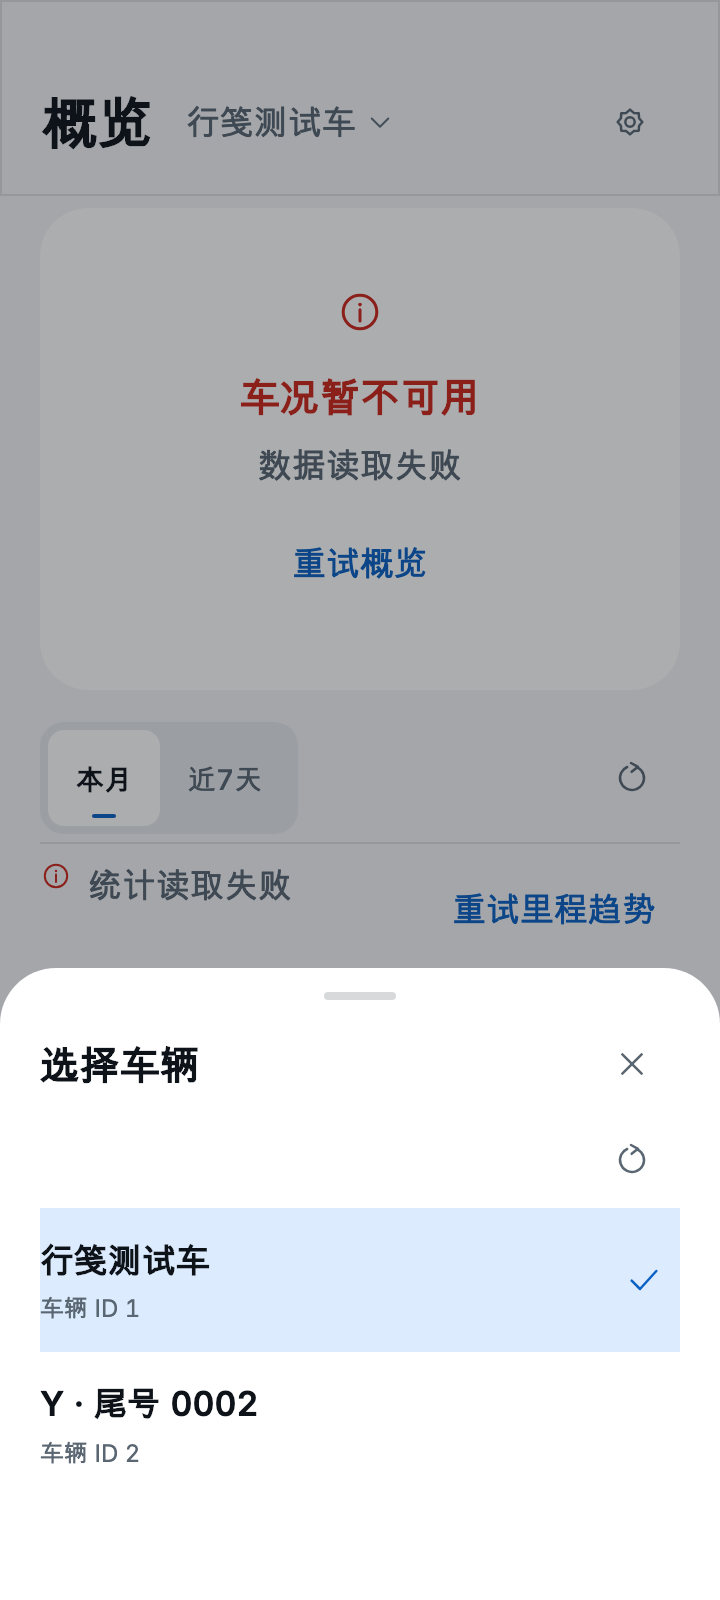 概览
行笺测试车
车况暂不可用
数据读取失败
重试概览
本月
近7天
统计读取失败
重试里程趋势
选择车辆
行笺测试车
车辆 ID 1
Y · 尾号 0002
车辆 ID 2